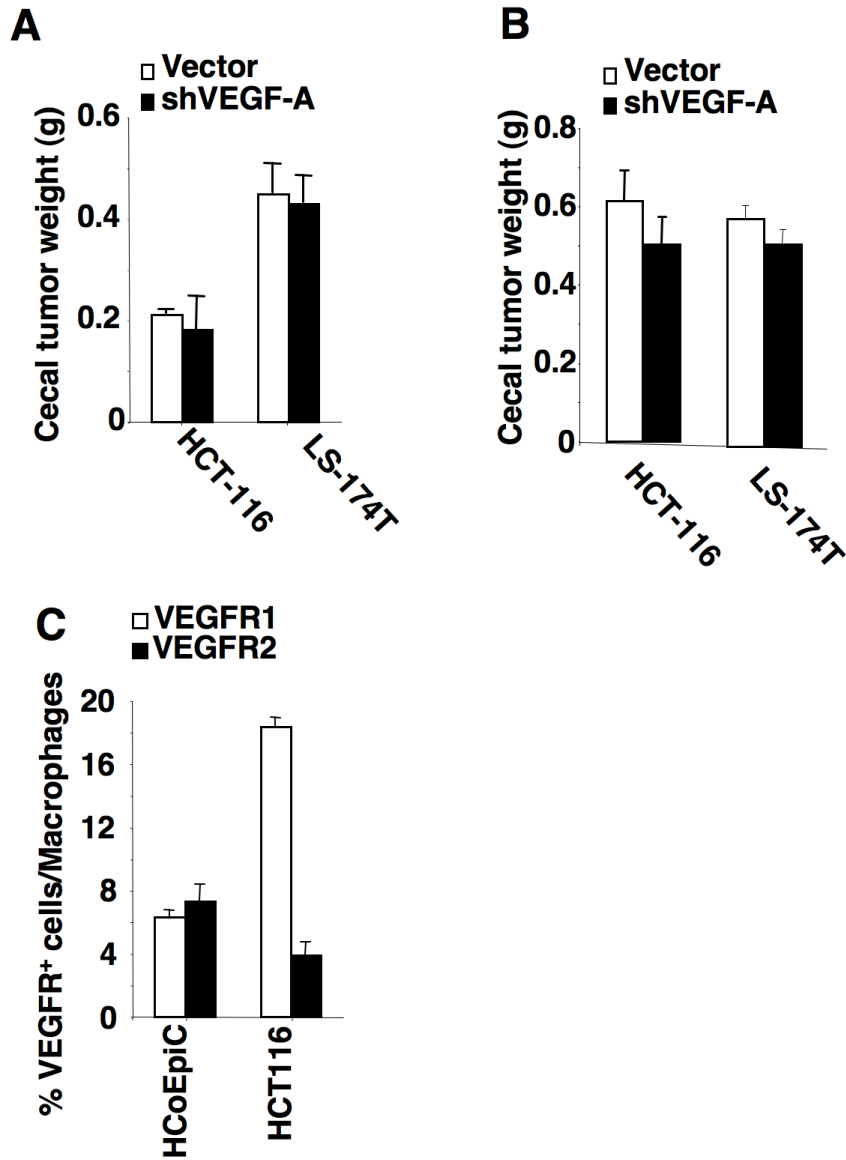 A
Vector
shVEGF-A
Cecal tumor weight (g)
0.6
0.4
0.2
0
HCT-116
LS-174T
B
Vector
shVEGF-A
Cecal tumor weight (g)
0.8
0.6
0.4
0.2
0
HCT-116
LS-174T
C
VEGFR1
VEGFR2
% VEGFR⁺ cells/Macrophages
20
16
12
8
4
0
HCoEpiC
HCT116